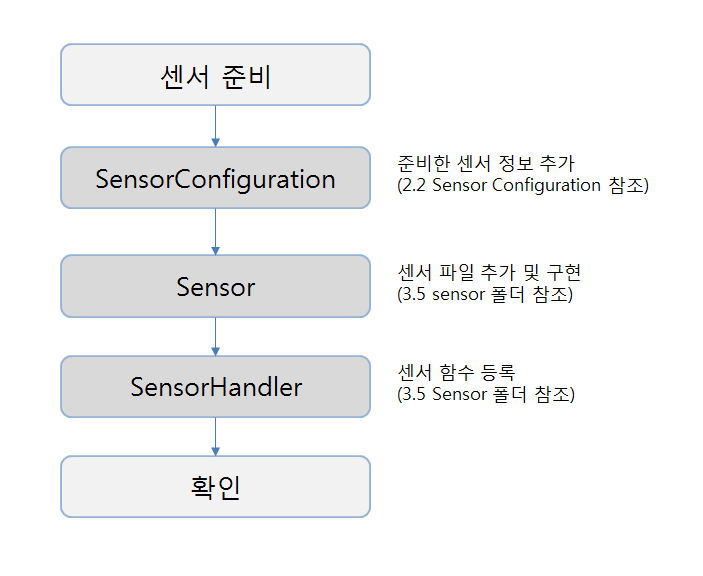 센서 준비
SensorConfiguration
준비한 센서 정보 추가
(2.2 Sensor Configuration 참조)
Sensor
센서 파일 추가 및 구현
(3.5 sensor 폴더 참조)
SensorHandler
센서 함수 등록
(3.5 Sensor 폴더 참조)
확인